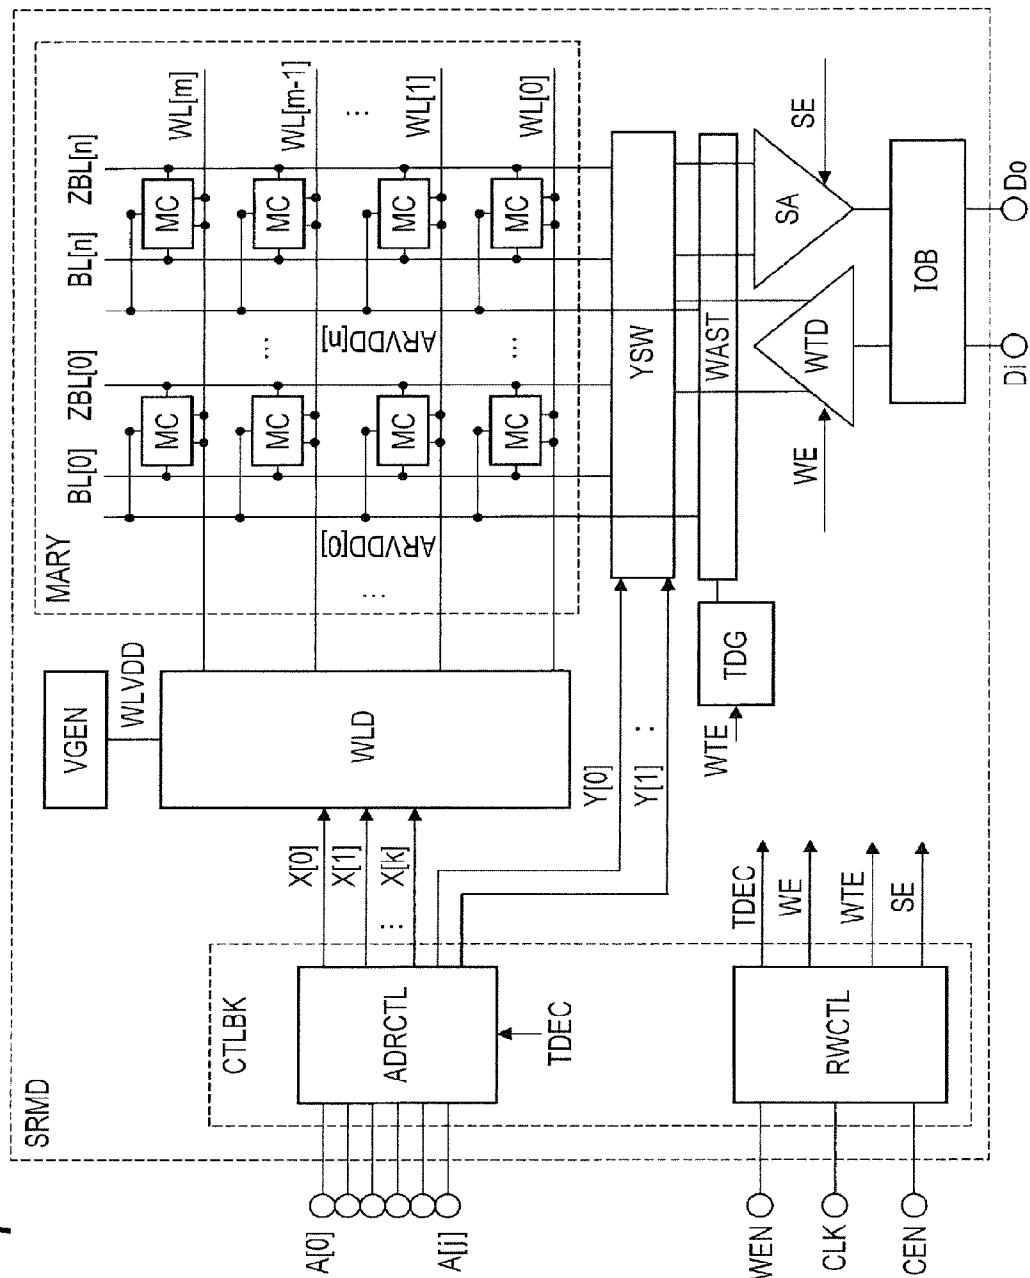 SRMD
MARY
VGEN
WLVDD
WLD
BL[0]
ZBL[0]
BL[n]
ZBL[n]
WL[m]
WL[m-1]
...
WL[1]
WL[0]
MC
MC
MC
MC
MC
MC
MC
MC
ARVDD[0]
ARVDD[n]
...
...
...
CTLBK
ADRCTL
TDEC
A[0]
A[j]
X[0]
X[1]
...
X[k]
Y[0]
Y[1]
:
YSW
WAST
TDG
WTE
WTD
WE
SA
SE
IOB
Di
Do
RWCTL
WEN
CLK
CEN
TDEC
WE
WTE
SE